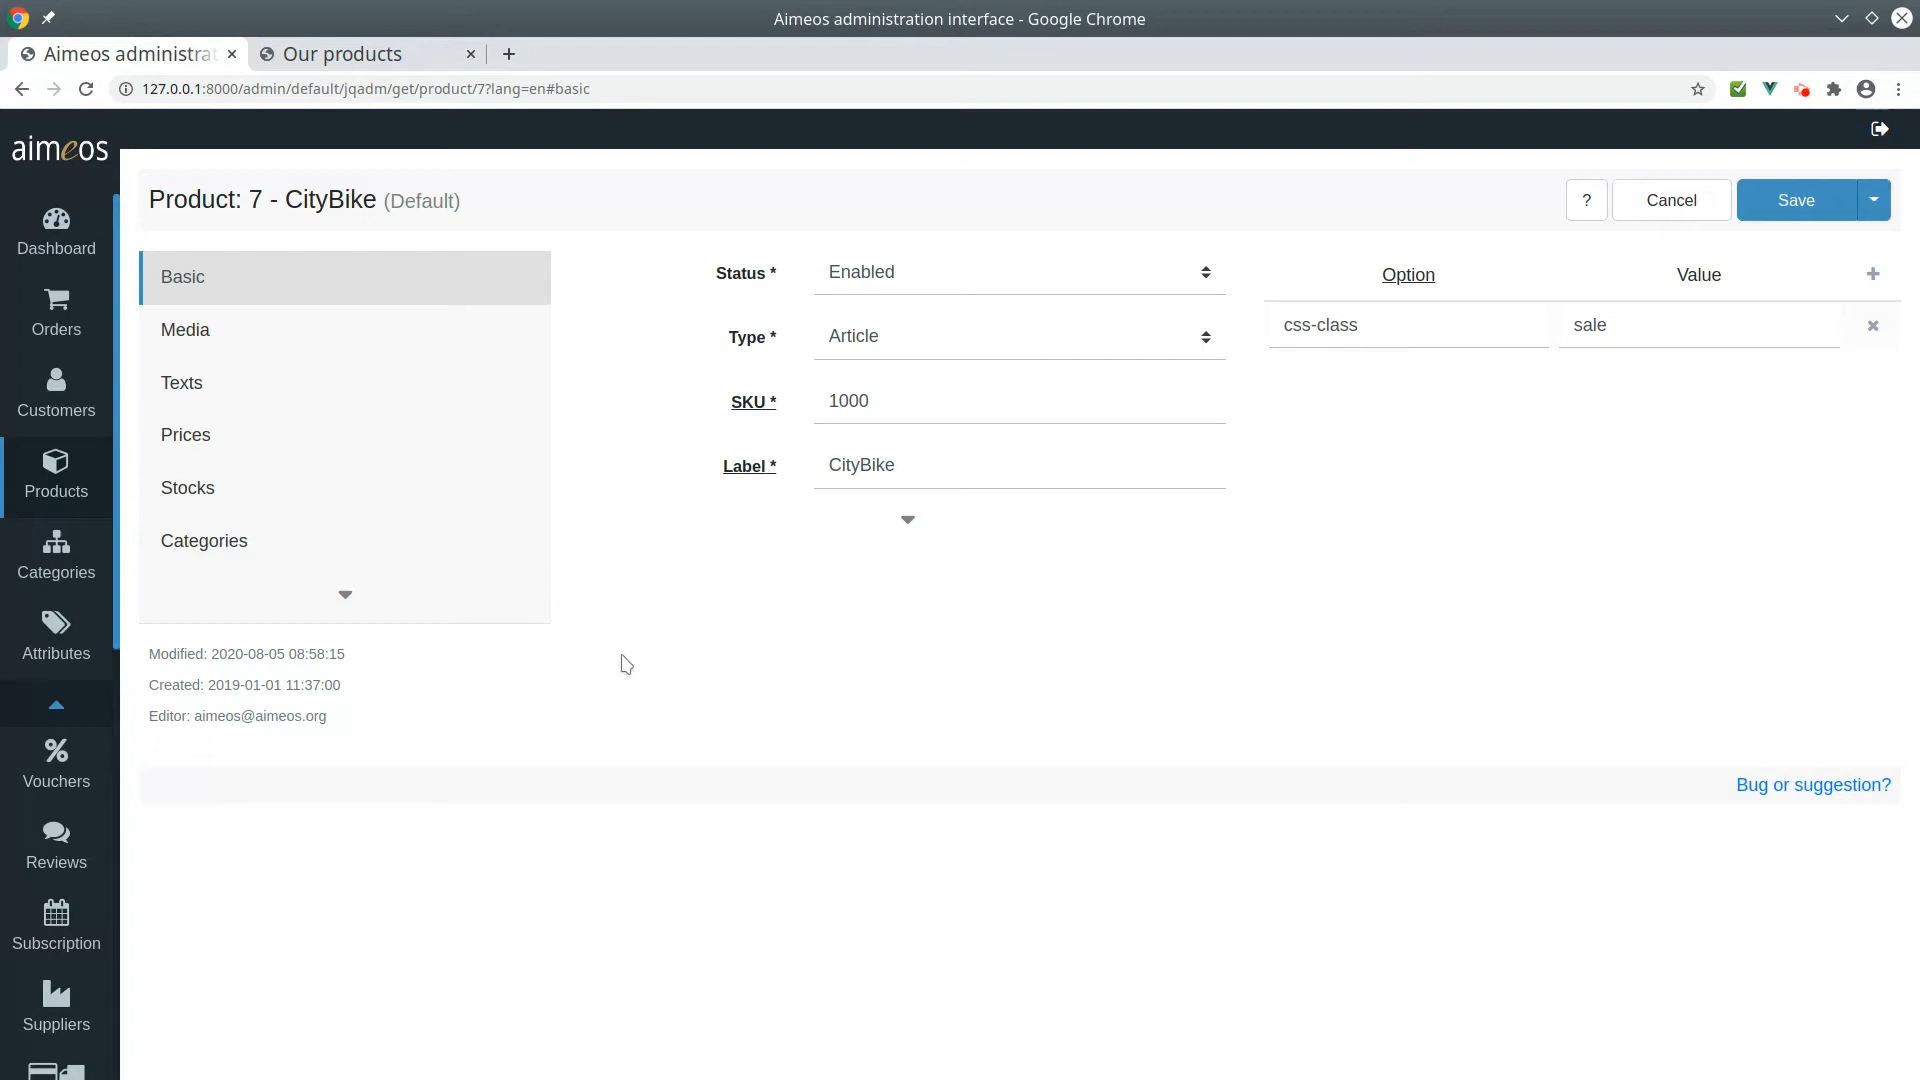 Aimeos administration interface - Google Chrome
Aimeos administrat
Our products
127.0.0.1:8000/admin/default/jqadm/get/product/7?lang=en#basic
aimeos
Product: 7 - CityBike (Default)
?
Cancel
Save
Dashboard
Orders
Customers
Products
Categories
Attributes
Vouchers
Reviews
Subscription
Suppliers
Basic
Media
Texts
Prices
Stocks
Categories
Modified: 2020-08-05 08:58:15
Created: 2019-01-01 11:37:00
Editor: aimeos@aimeos.org
Status * Enabled
Type * Article
SKU * 1000
Label * CityBike
Option Value
css-class sale
Bug or suggestion?